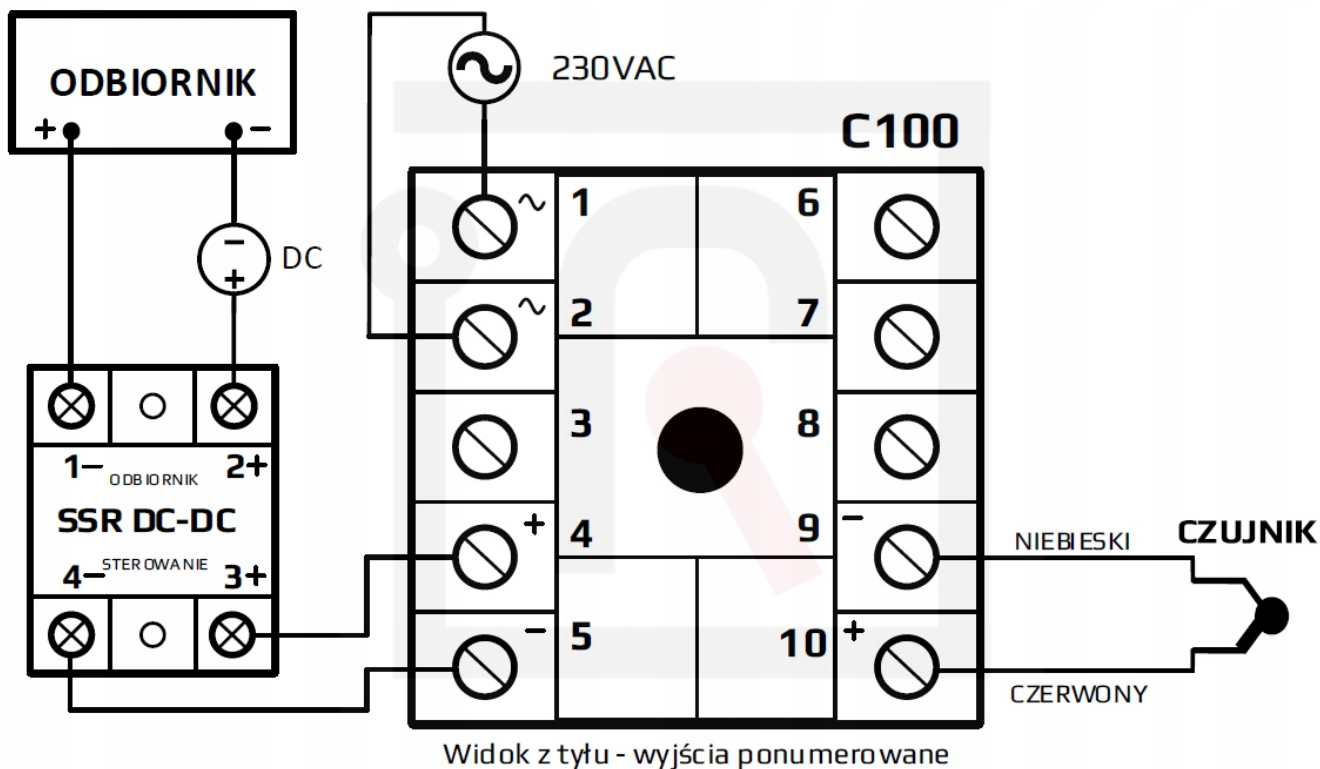 ODBIORNIK
+ −
− + DC
230VAC
C100
~ 1 6
~ 2 7
3 8
+ 4 9 −
− 5 10 +
1− ODBIORNIK 2+
SSR DC-DC
STEROWANIE
4− 3+
NIEBIESKI
CZUJNIK
CZERWONY
Widok z tyłu - wyjścia ponumerowane